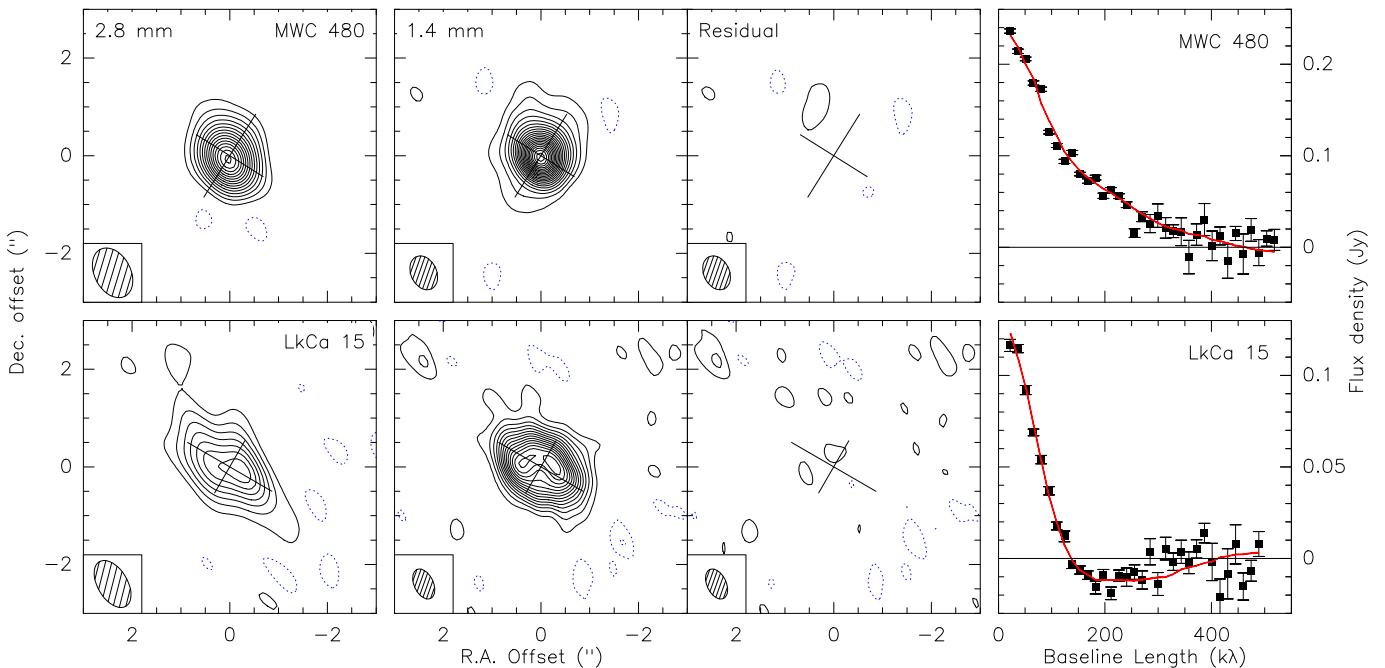 2.8 mm MWC 480
1.4 mm
Residual
MWC 480
2
0
−2
0.2
0.1
0
LkCa 15
LkCa 15
2
0
−2
0.1
0.05
0
2 0 −2
2 0 −2
2 0 −2
0 200 400
Dec. offset (")
R.A. Offset (")
Baseline Length (kλ)
Flux density (Jy)